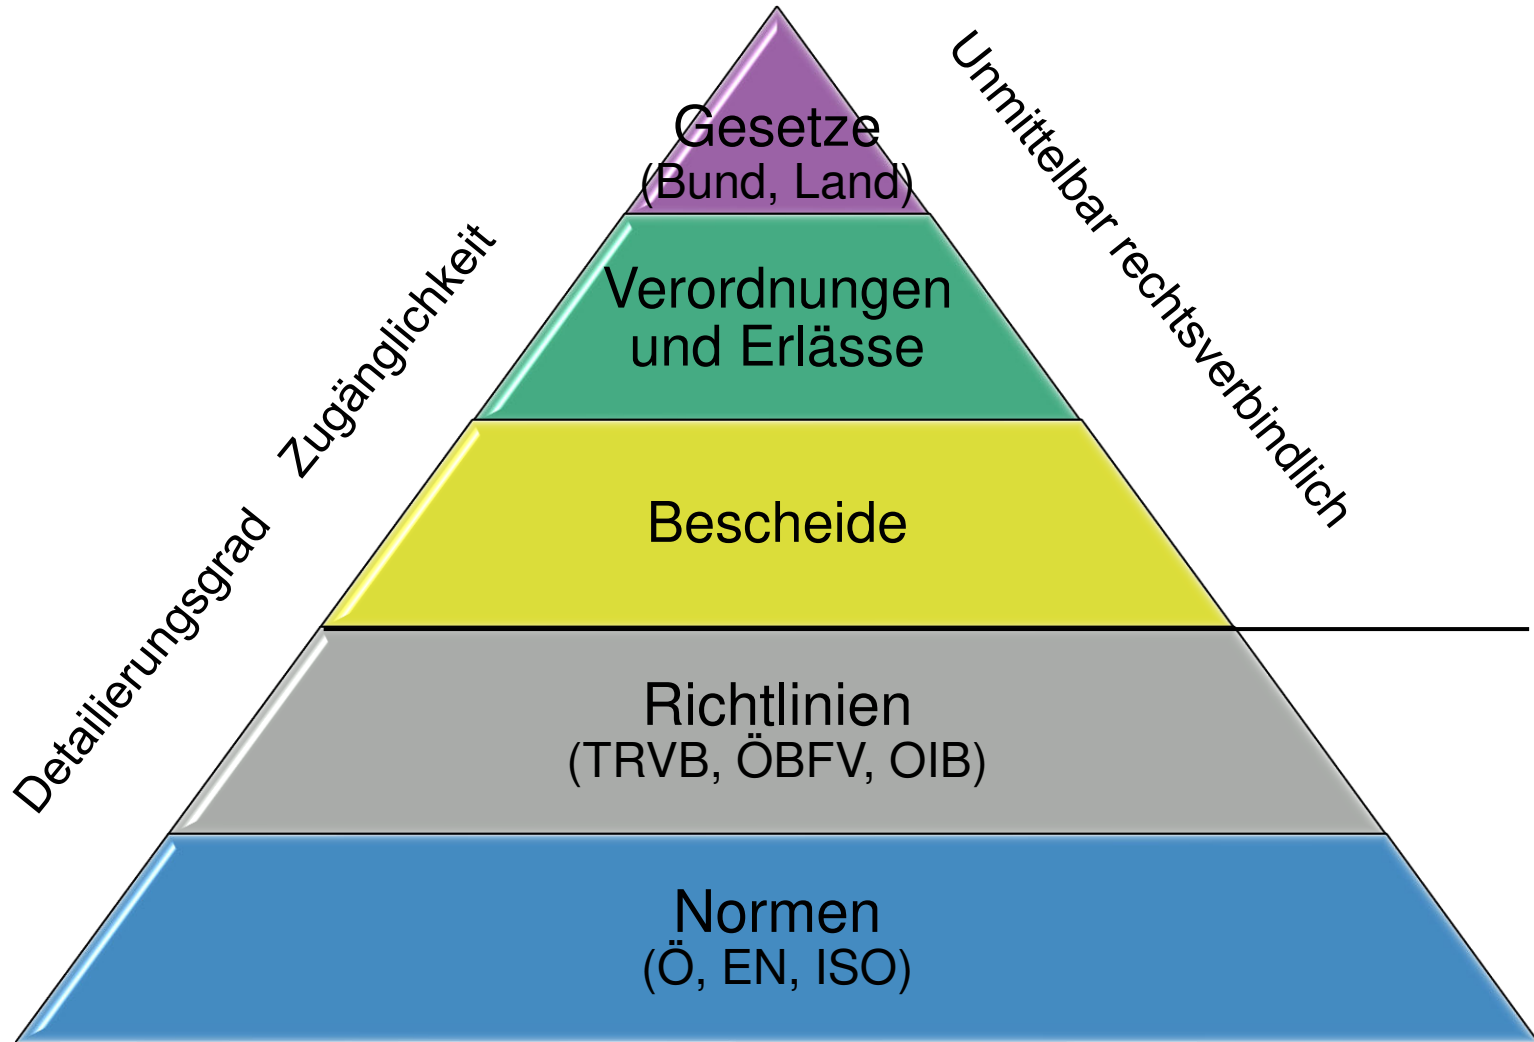 Gesetze
(Bund, Land)
Verordnungen
und Erlässe
Bescheide
Richtlinien
(TRVB, ÖBFV, OIB)
Normen
(Ö, EN, ISO)
Detailierungsgrad
Zugänglichkeit
Unmittelbar rechtsverbindlich